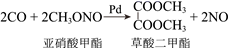 2CO + 2CH₃ONO —Pd→ COOCH₃ COOCH₃ + 2NO
亚硝酸甲酯 草酸二甲酯